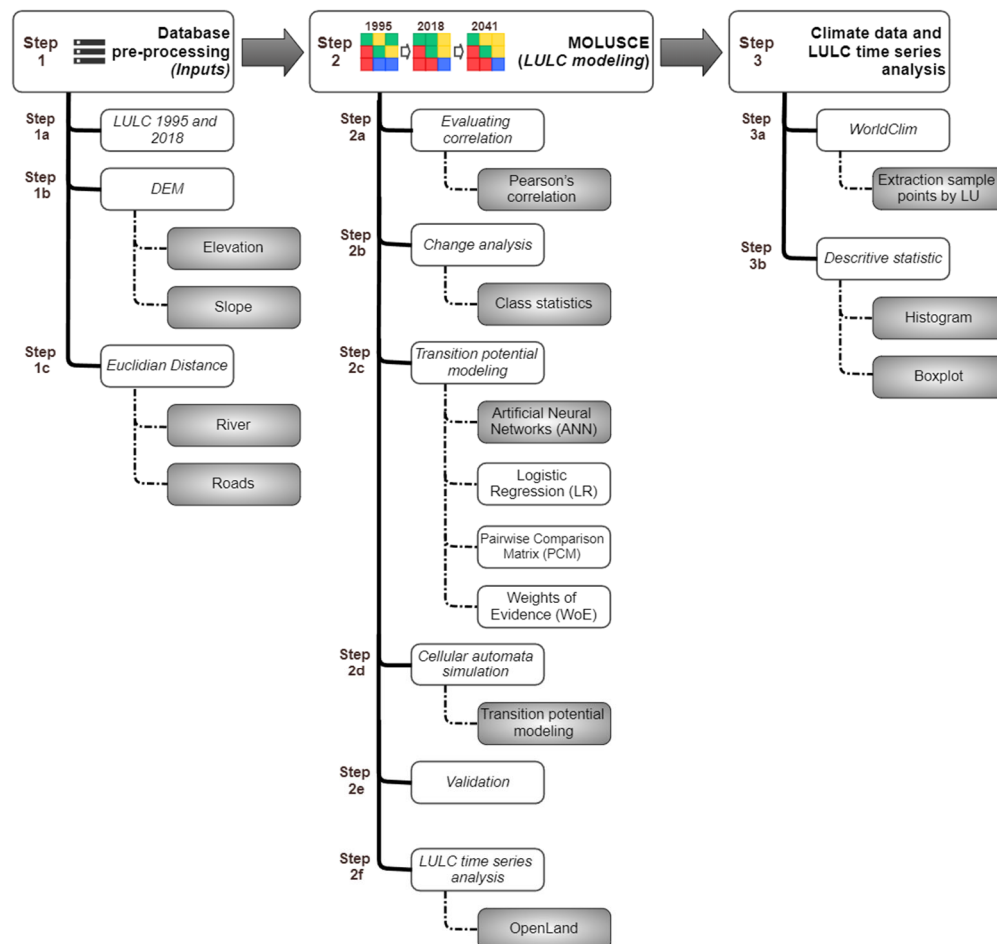 Step
1
Database
pre-processing
(Inputs)
Step
1a
LULC 1995 and
2018
Step
1b
DEM
Elevation
Slope
Step
1c
Euclidian Distance
River
Roads
Step
2
1995
2018
2041
MOLUSCE
(LULC modeling)
Step
2a
Evaluating
correlation
Pearson's
correlation
Step
2b
Change analysis
Class statistics
Step
2c
Transition potential
modeling
Artificial Neural
Networks (ANN)
Logistic
Regression (LR)
Pairwise Comparison
Matrix (PCM)
Weights of
Evidence (WoE)
Step
2d
Cellular automata
simulation
Transition potential
modeling
Step
2e
Validation
Step
2f
LULC time series
analysis
OpenLand
Step
3
Climate data and
LULC time series
analysis
Step
3a
WorldClim
Extraction sample
points by LU
Step
3b
Descritive statistic
Histogram
Boxplot